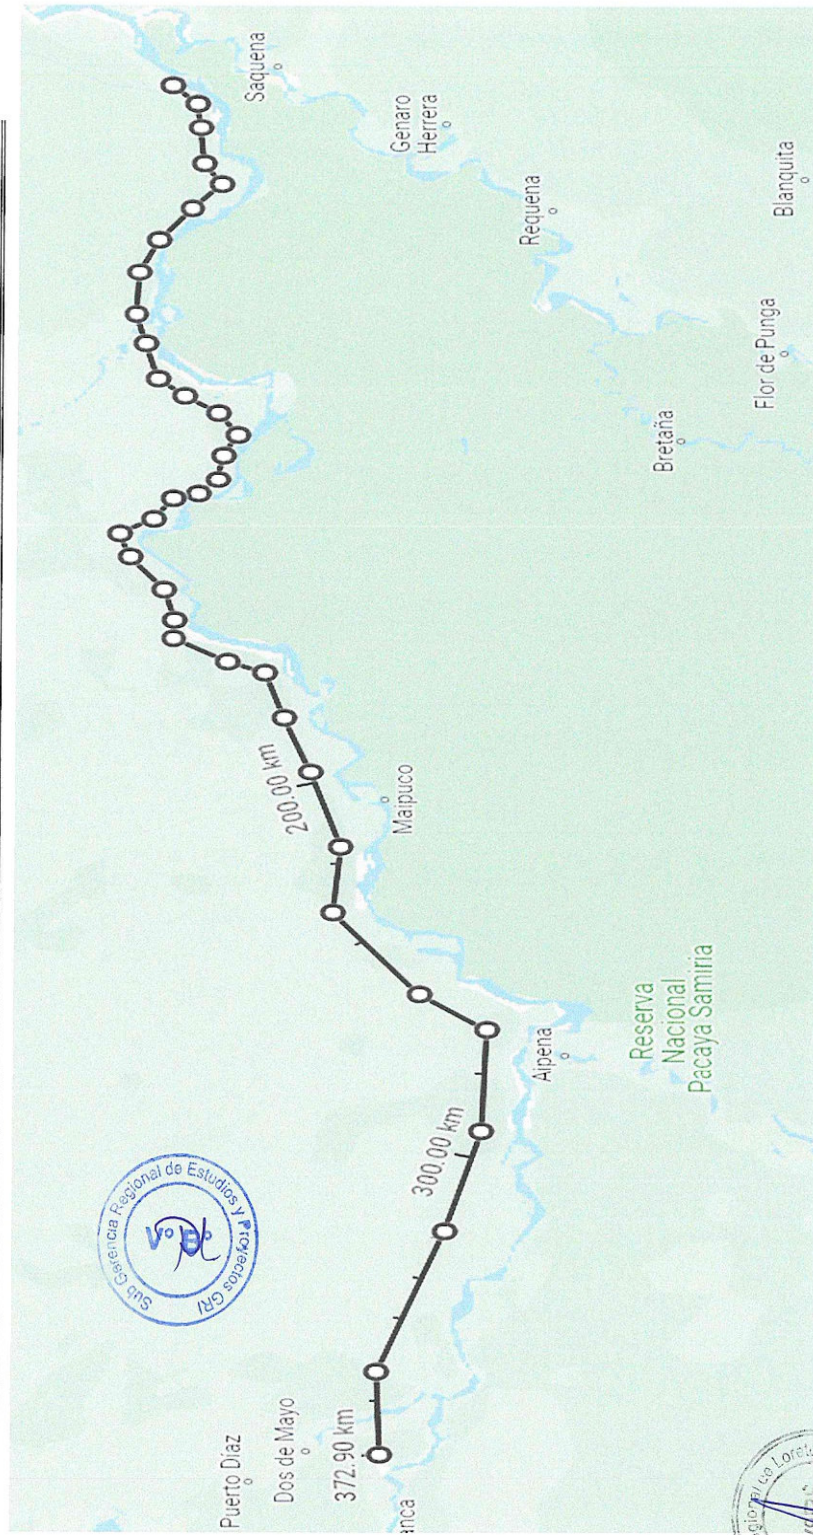 Saquena
Genaro
Herrera
Requena
Blanquita
Flor de Punga
Bretaña
200.00 km
Maipuco
Reserva
Nacional
Pacaya Samiria
Aipena
300.00 km
Sub Gerencia Regional de Estudios y Proyectos GRI
V°B°
Puerto Díaz
Dos de Mayo
372.90 km
anca